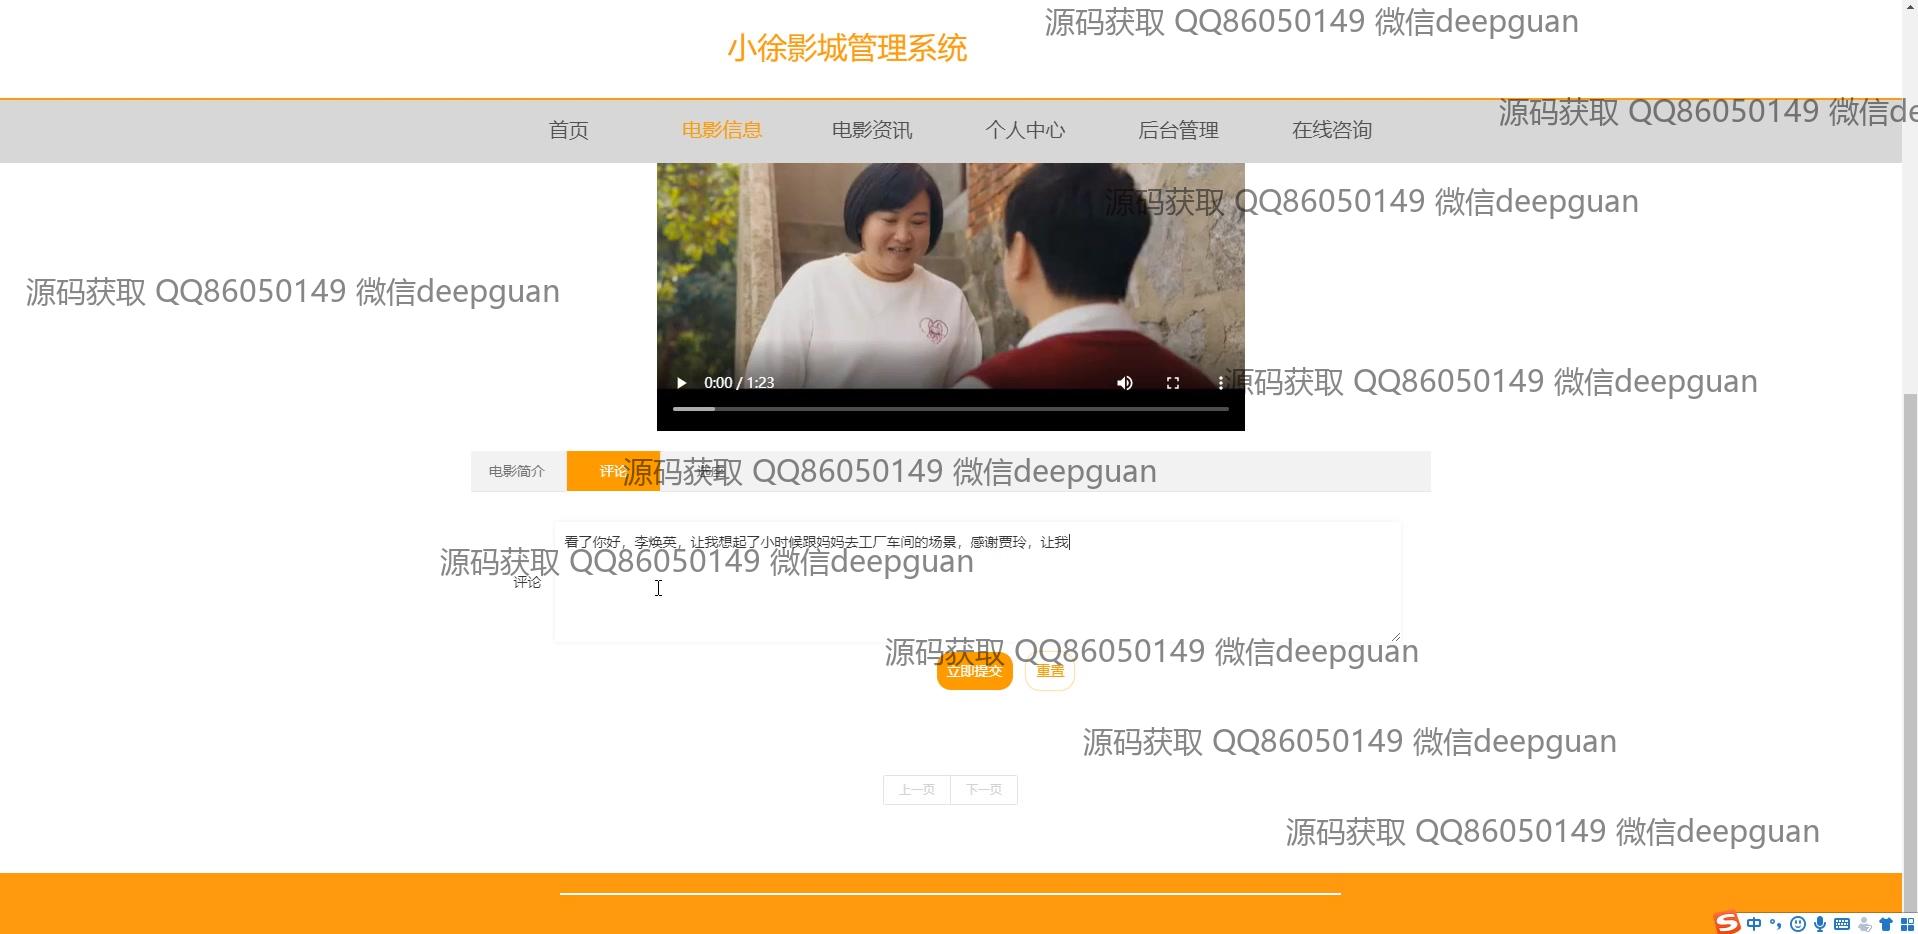 源码获取 QQ86050149 微信deepguan
小徐影城管理系统
源码获取 QQ86050149 微信de
首页
电影信息
电影资讯
个人中心
后台管理
在线咨询
源码获取 QQ86050149 微信deepguan
源码获取 QQ86050149 微信deepguan
0:00 / 1:23
源码获取 QQ86050149 微信deepguan
电影简介
评论
源码获取 QQ86050149 微信deepguan
看了你好，李焕英，让我想起了小时候跟妈妈去工厂车间的场景，感谢贾玲，让我
源码获取 QQ86050149 微信deepguan
评论
源码获取 QQ86050149 微信deepguan
立即提交
重置
源码获取 QQ86050149 微信deepguan
上一页
下一页
源码获取 QQ86050149 微信deepguan
中